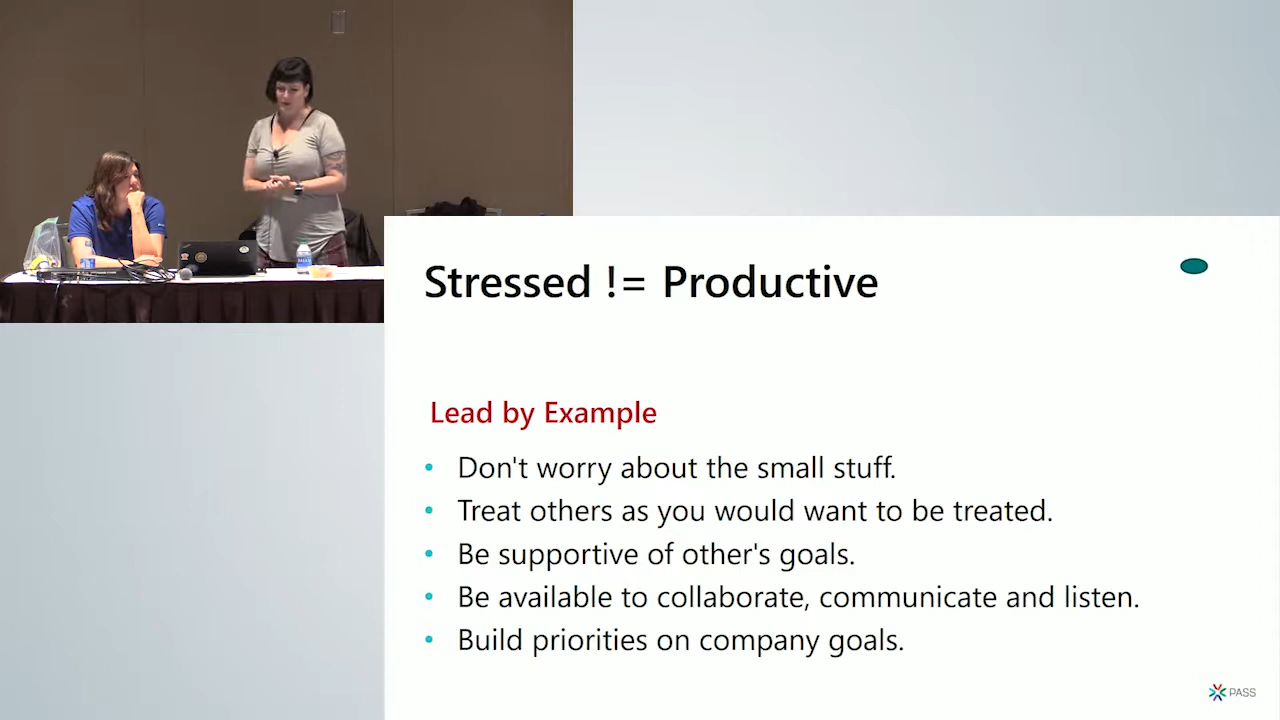 Stressed != Productive
Lead by Example
• Don't worry about the small stuff.
• Treat others as you would want to be treated.
• Be supportive of other's goals.
• Be available to collaborate, communicate and listen.
• Build priorities on company goals.
PASS